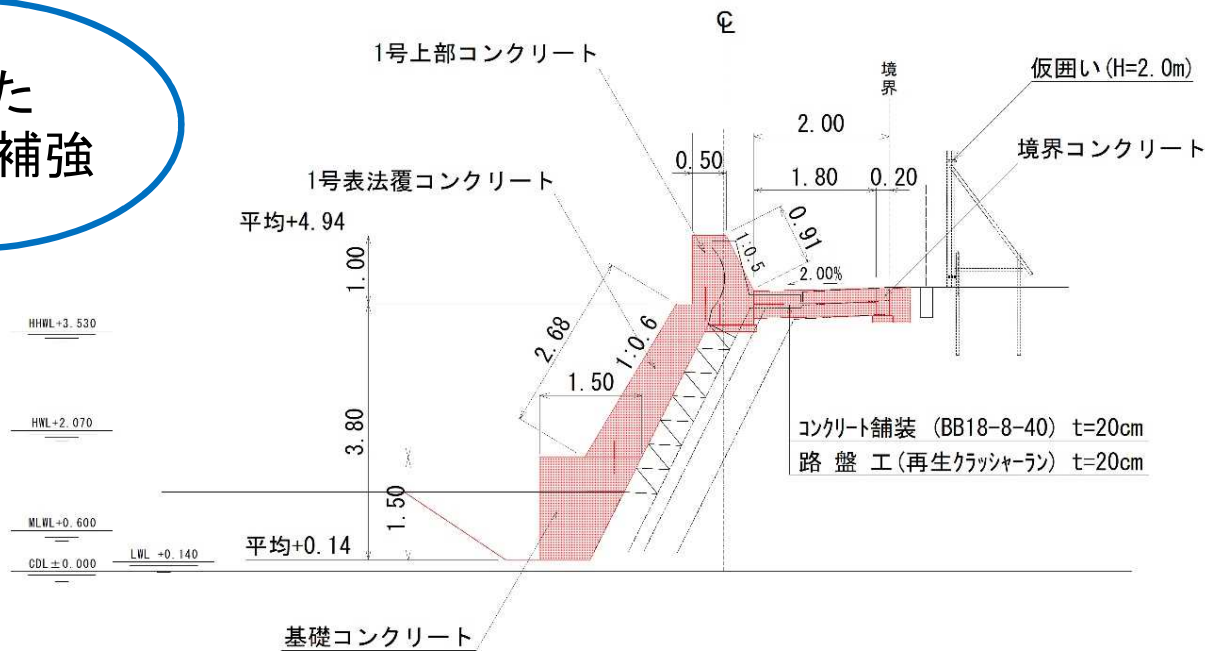 た
補強
℄
1号上部コンクリート
境界
仮囲い(H=2.0m)
2.00
境界コンクリート
0.50
1.80
0.20
1号表法覆コンクリート
平均+4.94
0.91
1:0.5
2.00%
1.00
HHWL+3.530
2.68
1:0.6
1.50
HWL+2.070
3.80
コンクリート舗装 (BB18-8-40) t=20cm
路盤工(再生クラッシャーラン) t=20cm
1.50
MLWL+0.600
平均+0.14
LWL +0.140
CDL±0.000
基礎コンクリート